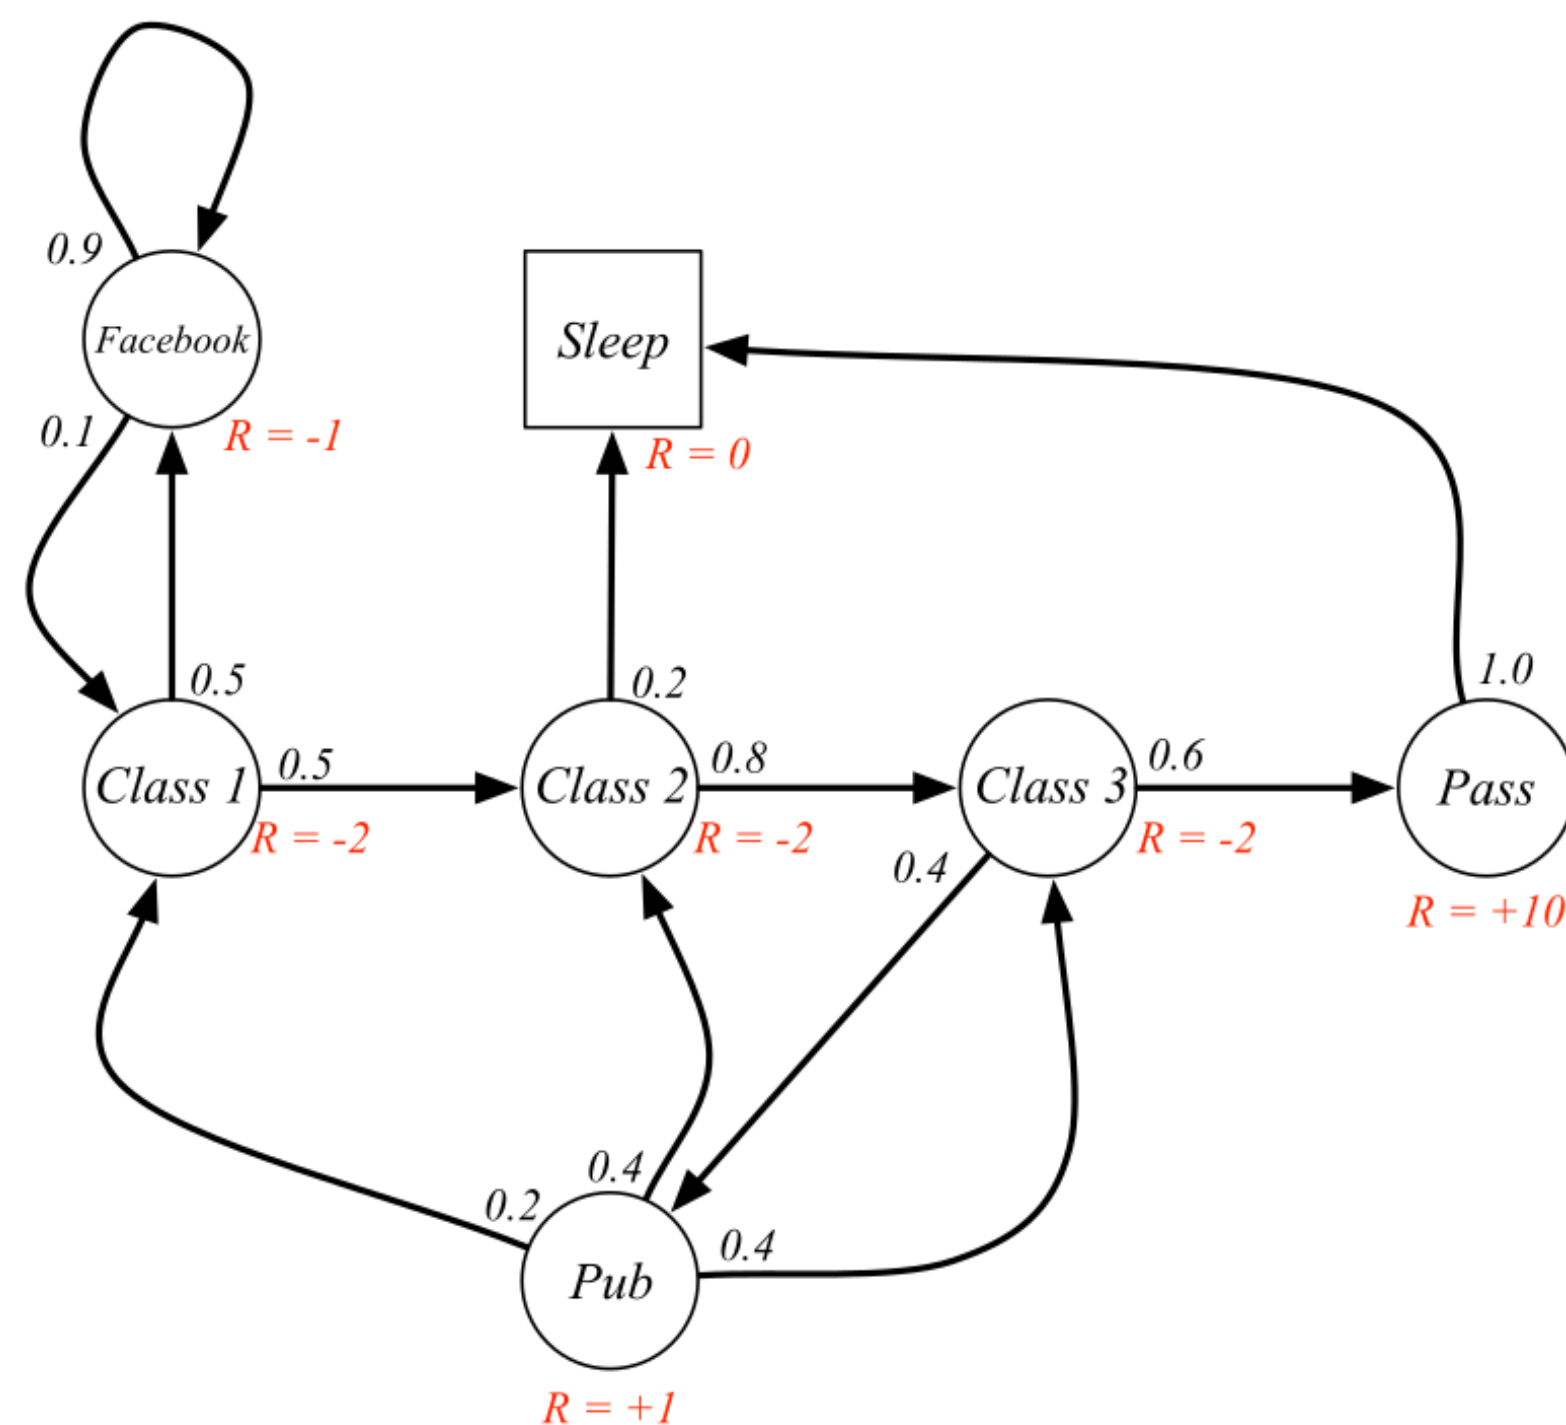 0.9
Facebook
Sleep
0.1
R = -1
R = 0
0.5
0.2
1.0
Class 1
0.5
Class 2
0.8
Class 3
0.6
Pass
R = -2
R = -2
R = -2
0.4
R = +10
0.4
0.2
0.4
Pub
R = +1